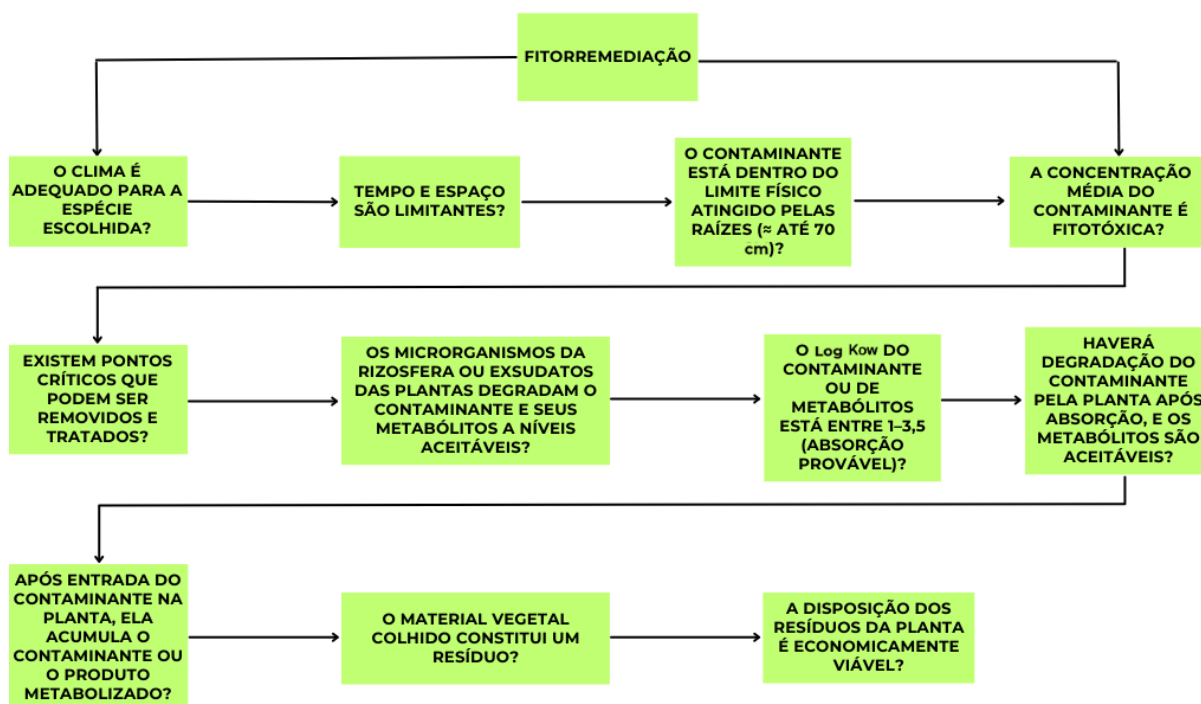 FITORREMEDIAÇÃO
O CLIMA É
ADEQUADO PARA A
ESPÉCIE
ESCOLHIDA?
TEMPO E ESPAÇO
SÃO LIMITANTES?
O CONTAMINANTE
ESTÁ DENTRO DO
LIMITE FÍSICO
ATINGIDO PELAS
RAÍZES (≈ ATÉ 70
cm)?
A CONCENTRAÇÃO
MÉDIA DO
CONTAMINANTE É
FITOTÓXICA?
EXISTEM PONTOS
CRÍTICOS QUE
PODEM SER
REMOVIDOS E
TRATADOS?
OS MICRORGANISMOS DA
RIZOSFERA OU EXSUDATOS
DAS PLANTAS DEGRADAM O
CONTAMINANTE E SEUS
METABÓLITOS A NÍVEIS
ACEITÁVEIS?
O Log Kow DO
CONTAMINANTE
OU DE
METABÓLITOS
ESTÁ ENTRE 1–3,5
(ABSORÇÃO
PROVÁVEL)?
HAVERÁ
DEGRADAÇÃO DO
CONTAMINANTE
PELA PLANTA APÓS
ABSORÇÃO, E OS
METABÓLITOS SÃO
ACEITÁVEIS?
APÓS ENTRADA DO
CONTAMINANTE NA
PLANTA, ELA
ACUMULA O
CONTAMINANTE OU
O PRODUTO
METABOLIZADO?
O MATERIAL VEGETAL
COLHIDO CONSTITUI UM
RESÍDUO?
A DISPOSIÇÃO DOS
RESÍDUOS DA PLANTA
É ECONOMICAMENTE
VIÁVEL?